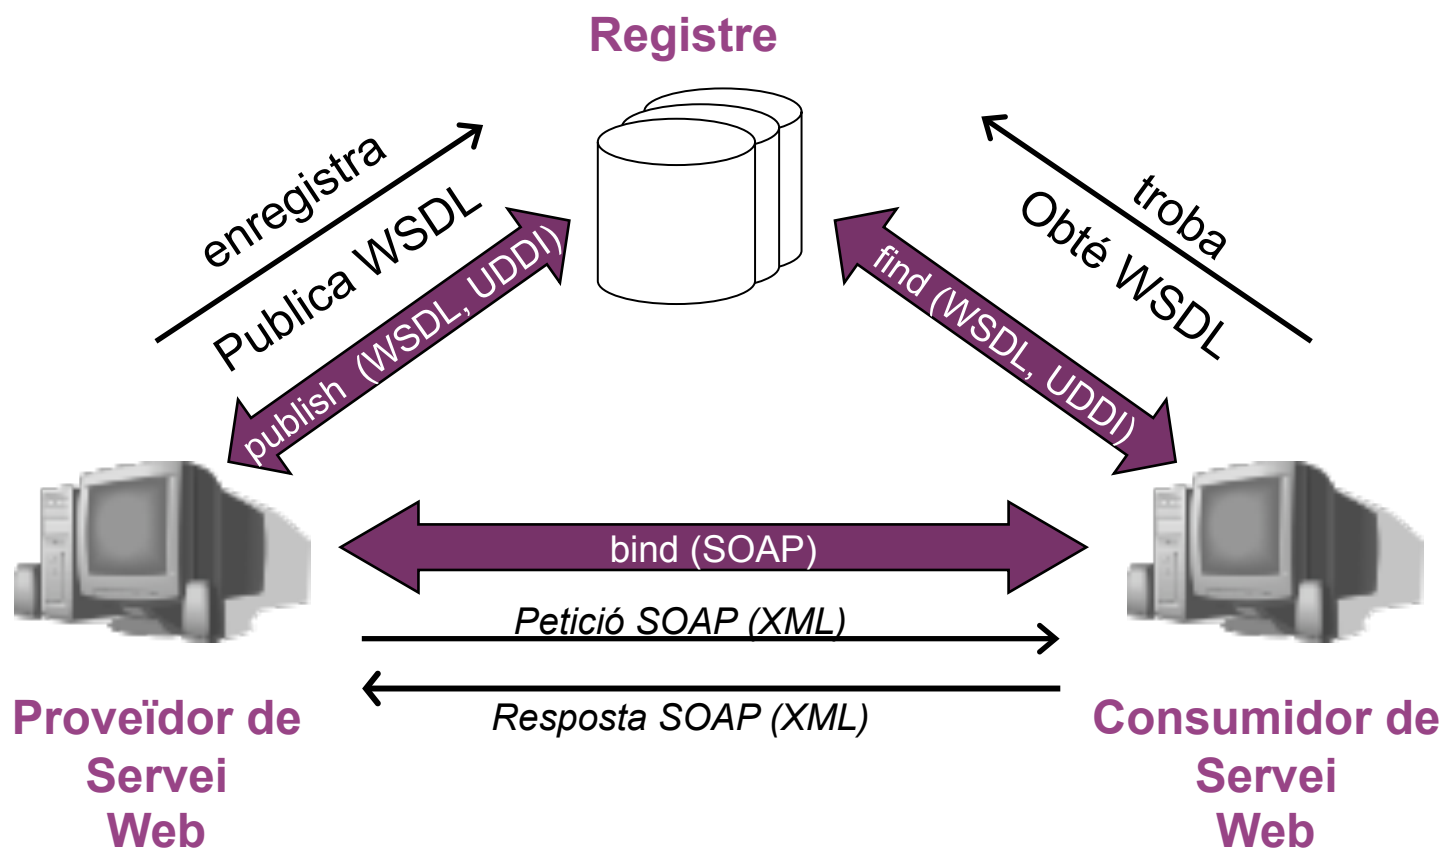 Registre
enregistra
Publica WSDL
publish (WSDL, UDDI)
troba
Obté WSDL
find (WSDL, UDDI)
bind (SOAP)
Petició SOAP (XML)
Resposta SOAP (XML)
Proveïdor de
Servei
Web
Consumidor de
Servei
Web